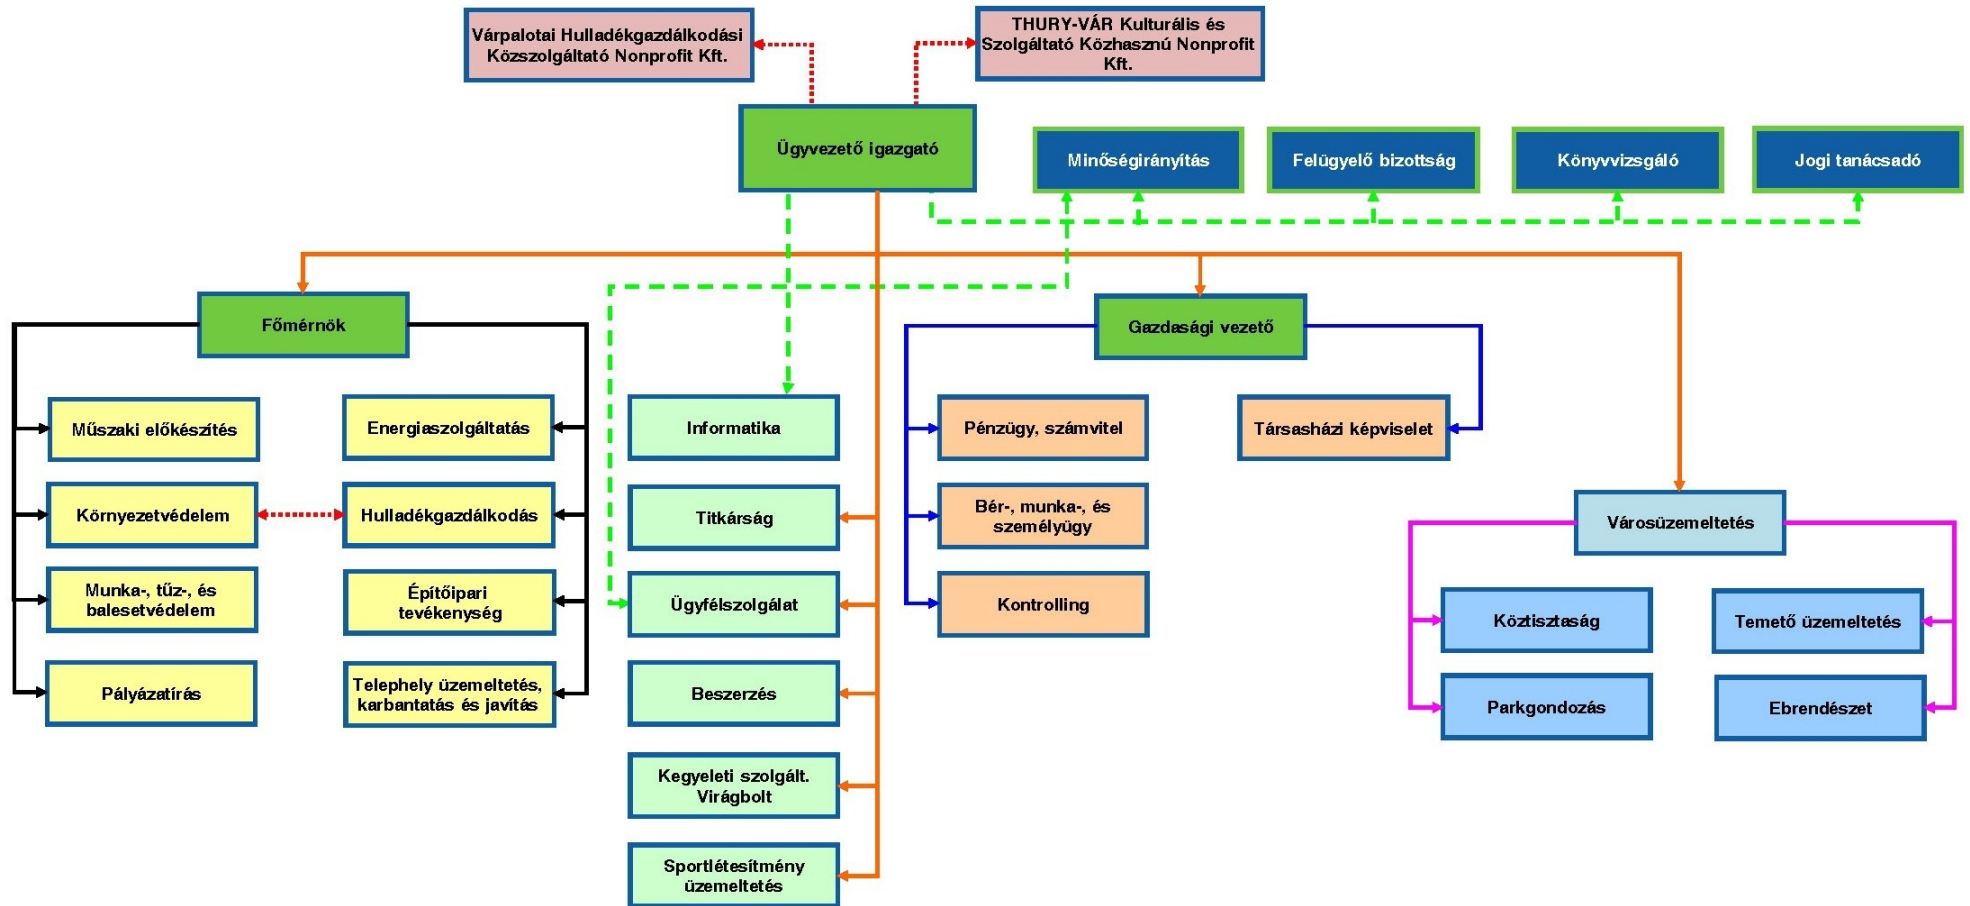 Várpalotai Hulladékgazdálkodási
Közszolgáltató Nonprofit Kft.
THURY-VÁR Kulturális és
Szolgáltató Közhasznú Nonprofit
Kft.
Ügyvezető igazgató
Minőségirányítás
Felügyelő bizottság
Könyvvizsgáló
Jogi tanácsadó
Főmérnök
Gazdasági vezető
Műszaki előkészítés
Energiaszolgáltatás
Informatika
Pénzügy, számvitel
Társasházi képviselet
Környezetvédelem
Hulladékgazdálkodás
Titkárság
Bér-, munka-, és
személyügy
Városüzemeltetés
Munka-, tűz-, és
balesetvédelem
Építőipari
tevékenység
Ügyfélszolgálat
Kontrolling
Köztisztaság
Temető üzemeltetés
Pályázatírás
Telephely üzemeltetés,
karbantatás és javítás
Beszerzés
Parkgondozás
Ebrendészet
Kegyeleti szolgált.
Virágbolt
Sportlétesítmény
üzemeltetés